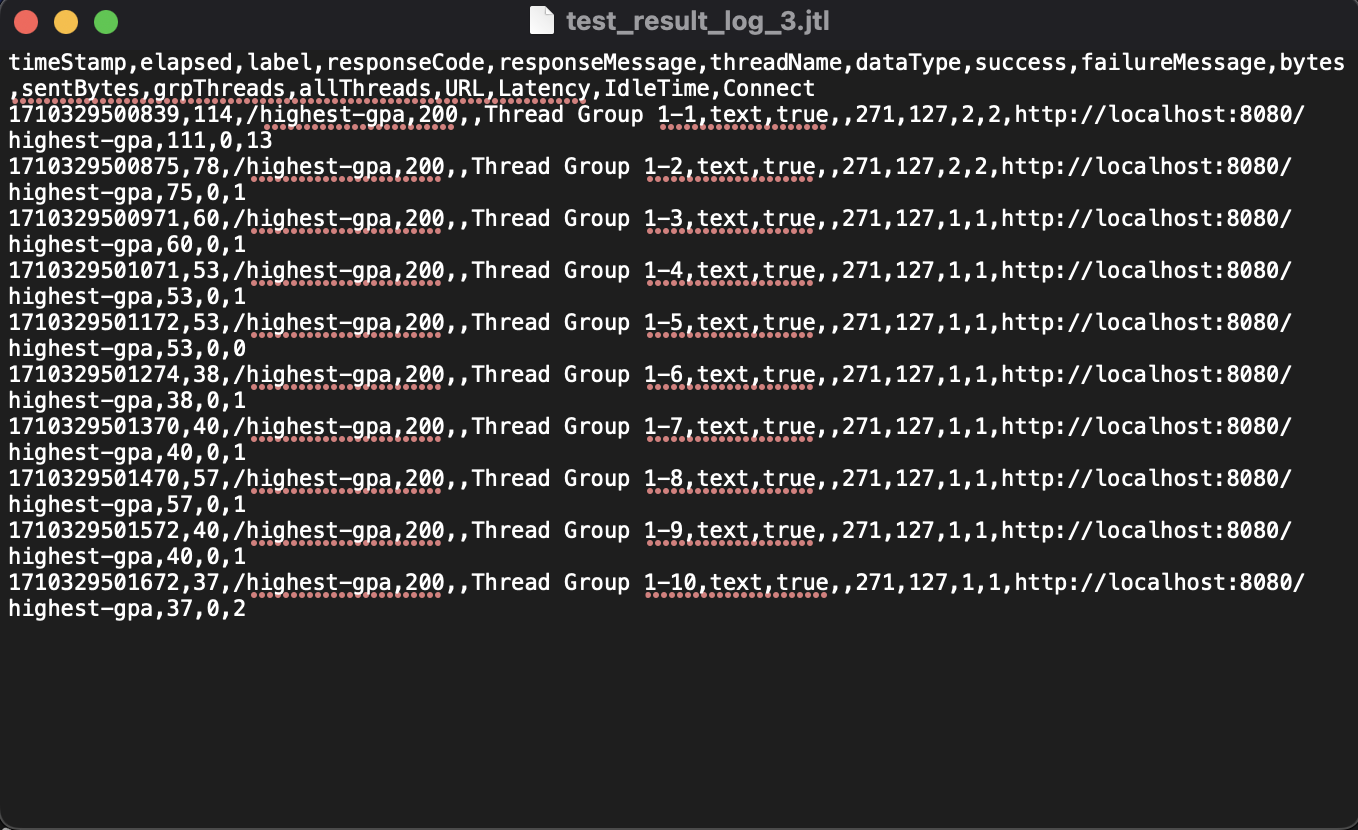 test_result_log_3.jtl
timeStamp,elapsed,label,responseCode,responseMessage,threadName,dataType,success,failureMessage,bytes
,sentBytes,grpThreads,allThreads,URL,Latency,IdleTime,Connect
1710329500839,114,/highest-gpa,200,,Thread Group 1-1,text,true,,271,127,2,2,http://localhost:8080/
highest-gpa,111,0,13
1710329500875,78,/highest-gpa,200,,Thread Group 1-2,text,true,,271,127,2,2,http://localhost:8080/
highest-gpa,75,0,1
1710329500971,60,/highest-gpa,200,,Thread Group 1-3,text,true,,271,127,1,1,http://localhost:8080/
highest-gpa,60,0,1
1710329501071,53,/highest-gpa,200,,Thread Group 1-4,text,true,,271,127,1,1,http://localhost:8080/
highest-gpa,53,0,1
1710329501172,53,/highest-gpa,200,,Thread Group 1-5,text,true,,271,127,1,1,http://localhost:8080/
highest-gpa,53,0,0
1710329501274,38,/highest-gpa,200,,Thread Group 1-6,text,true,,271,127,1,1,http://localhost:8080/
highest-gpa,38,0,1
1710329501370,40,/highest-gpa,200,,Thread Group 1-7,text,true,,271,127,1,1,http://localhost:8080/
highest-gpa,40,0,1
1710329501470,57,/highest-gpa,200,,Thread Group 1-8,text,true,,271,127,1,1,http://localhost:8080/
highest-gpa,57,0,1
1710329501572,40,/highest-gpa,200,,Thread Group 1-9,text,true,,271,127,1,1,http://localhost:8080/
highest-gpa,40,0,1
1710329501672,37,/highest-gpa,200,,Thread Group 1-10,text,true,,271,127,1,1,http://localhost:8080/
highest-gpa,37,0,2